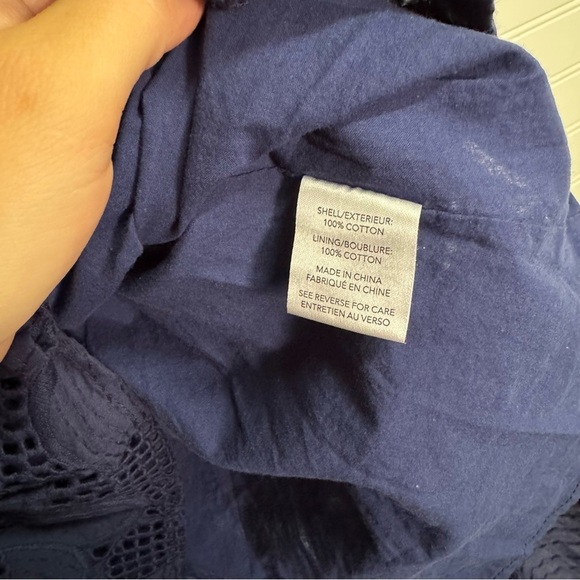 SHELL/EXTERIEUR:
100% COTTON
LINING/BOUBLURE:
100% COTTON
MADE IN CHINA
FABRIQUÉ EN CHINE
SEE REVERSE FOR CARE
ENTRETIEN AU VERSO